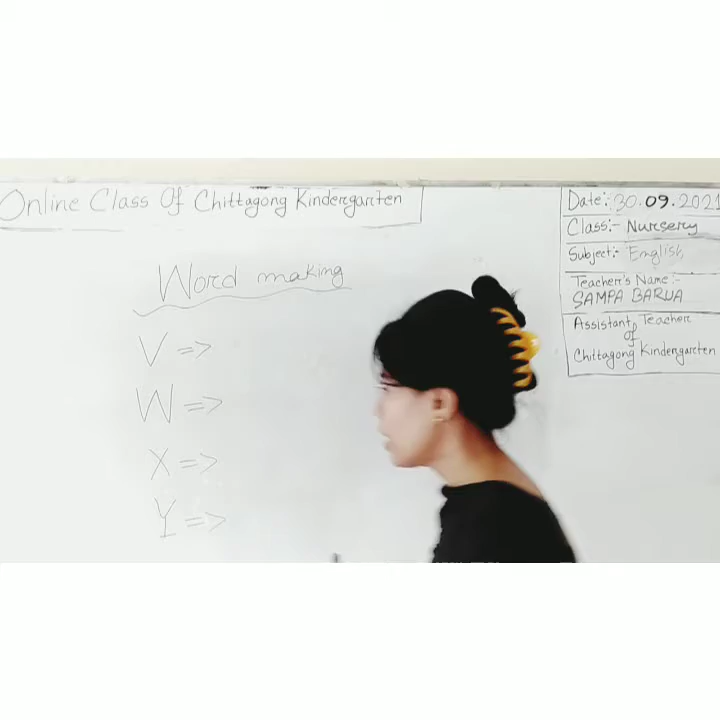 Online Class Of Chittagong Kindergarten
Word making
V =>
W =>
X =>
Y =>
Date:- 30.09.2021
Class:- Nursery
Subject:- English
Teacher's Name:-
SAMPA BARUA
Assistant Teacher
of
Chittagong Kindergarten